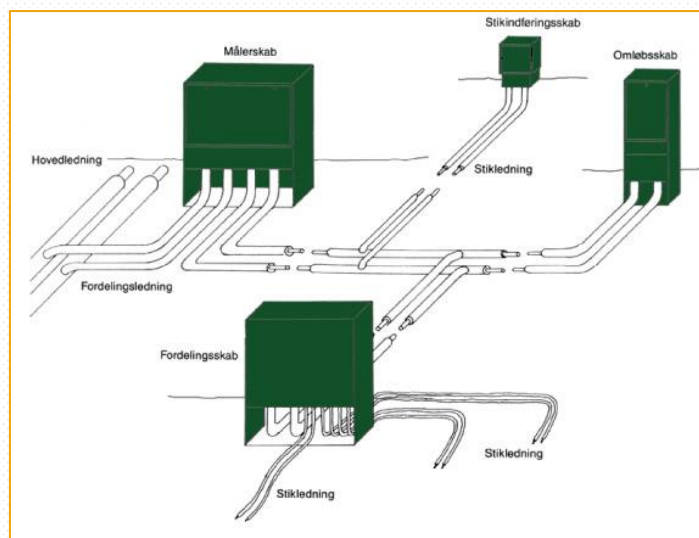 Stikindføringsskab
Målerskab
Omløbsskab
Hovedledning
Stikledning
Fordelingsledning
Fordelingsskab
Stikledning
Stikledning